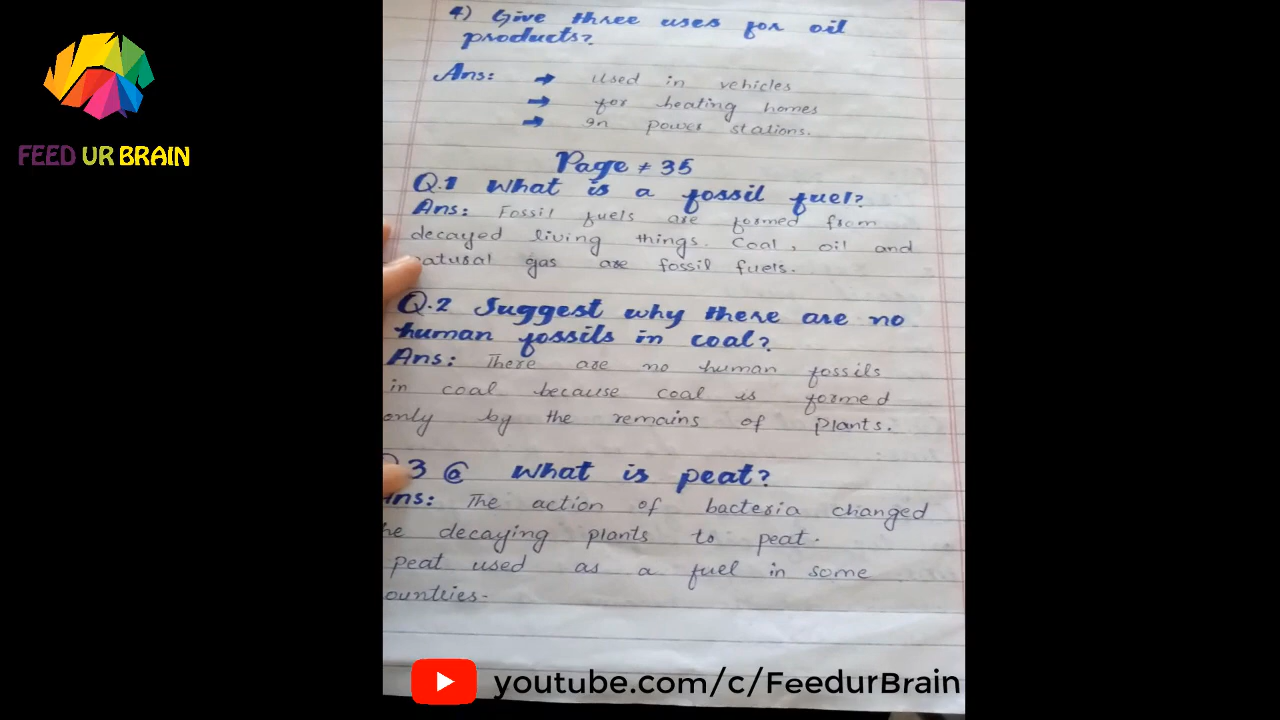 4) Give three uses for oil
products?
Ans: → used in vehicles
→ for heating homes
→ In power stations.
Page # 35
Q.1 What is a fossil fuel?
Ans: Fossil fuels are formed from
decayed living things. Coal, oil and
natural gas are fossil fuels.
Q.2 Suggest why there are no
human fossils in coal?
Ans: There are no human fossils
in coal because coal is formed
only by the remains of plants.
3 @ What is peat?
Ans: The action of bacteria changed
he decaying plants to peat.
peat used as a fuel in some
ountries.
FEED UR BRAIN
youtube.com/c/FeedurBrain